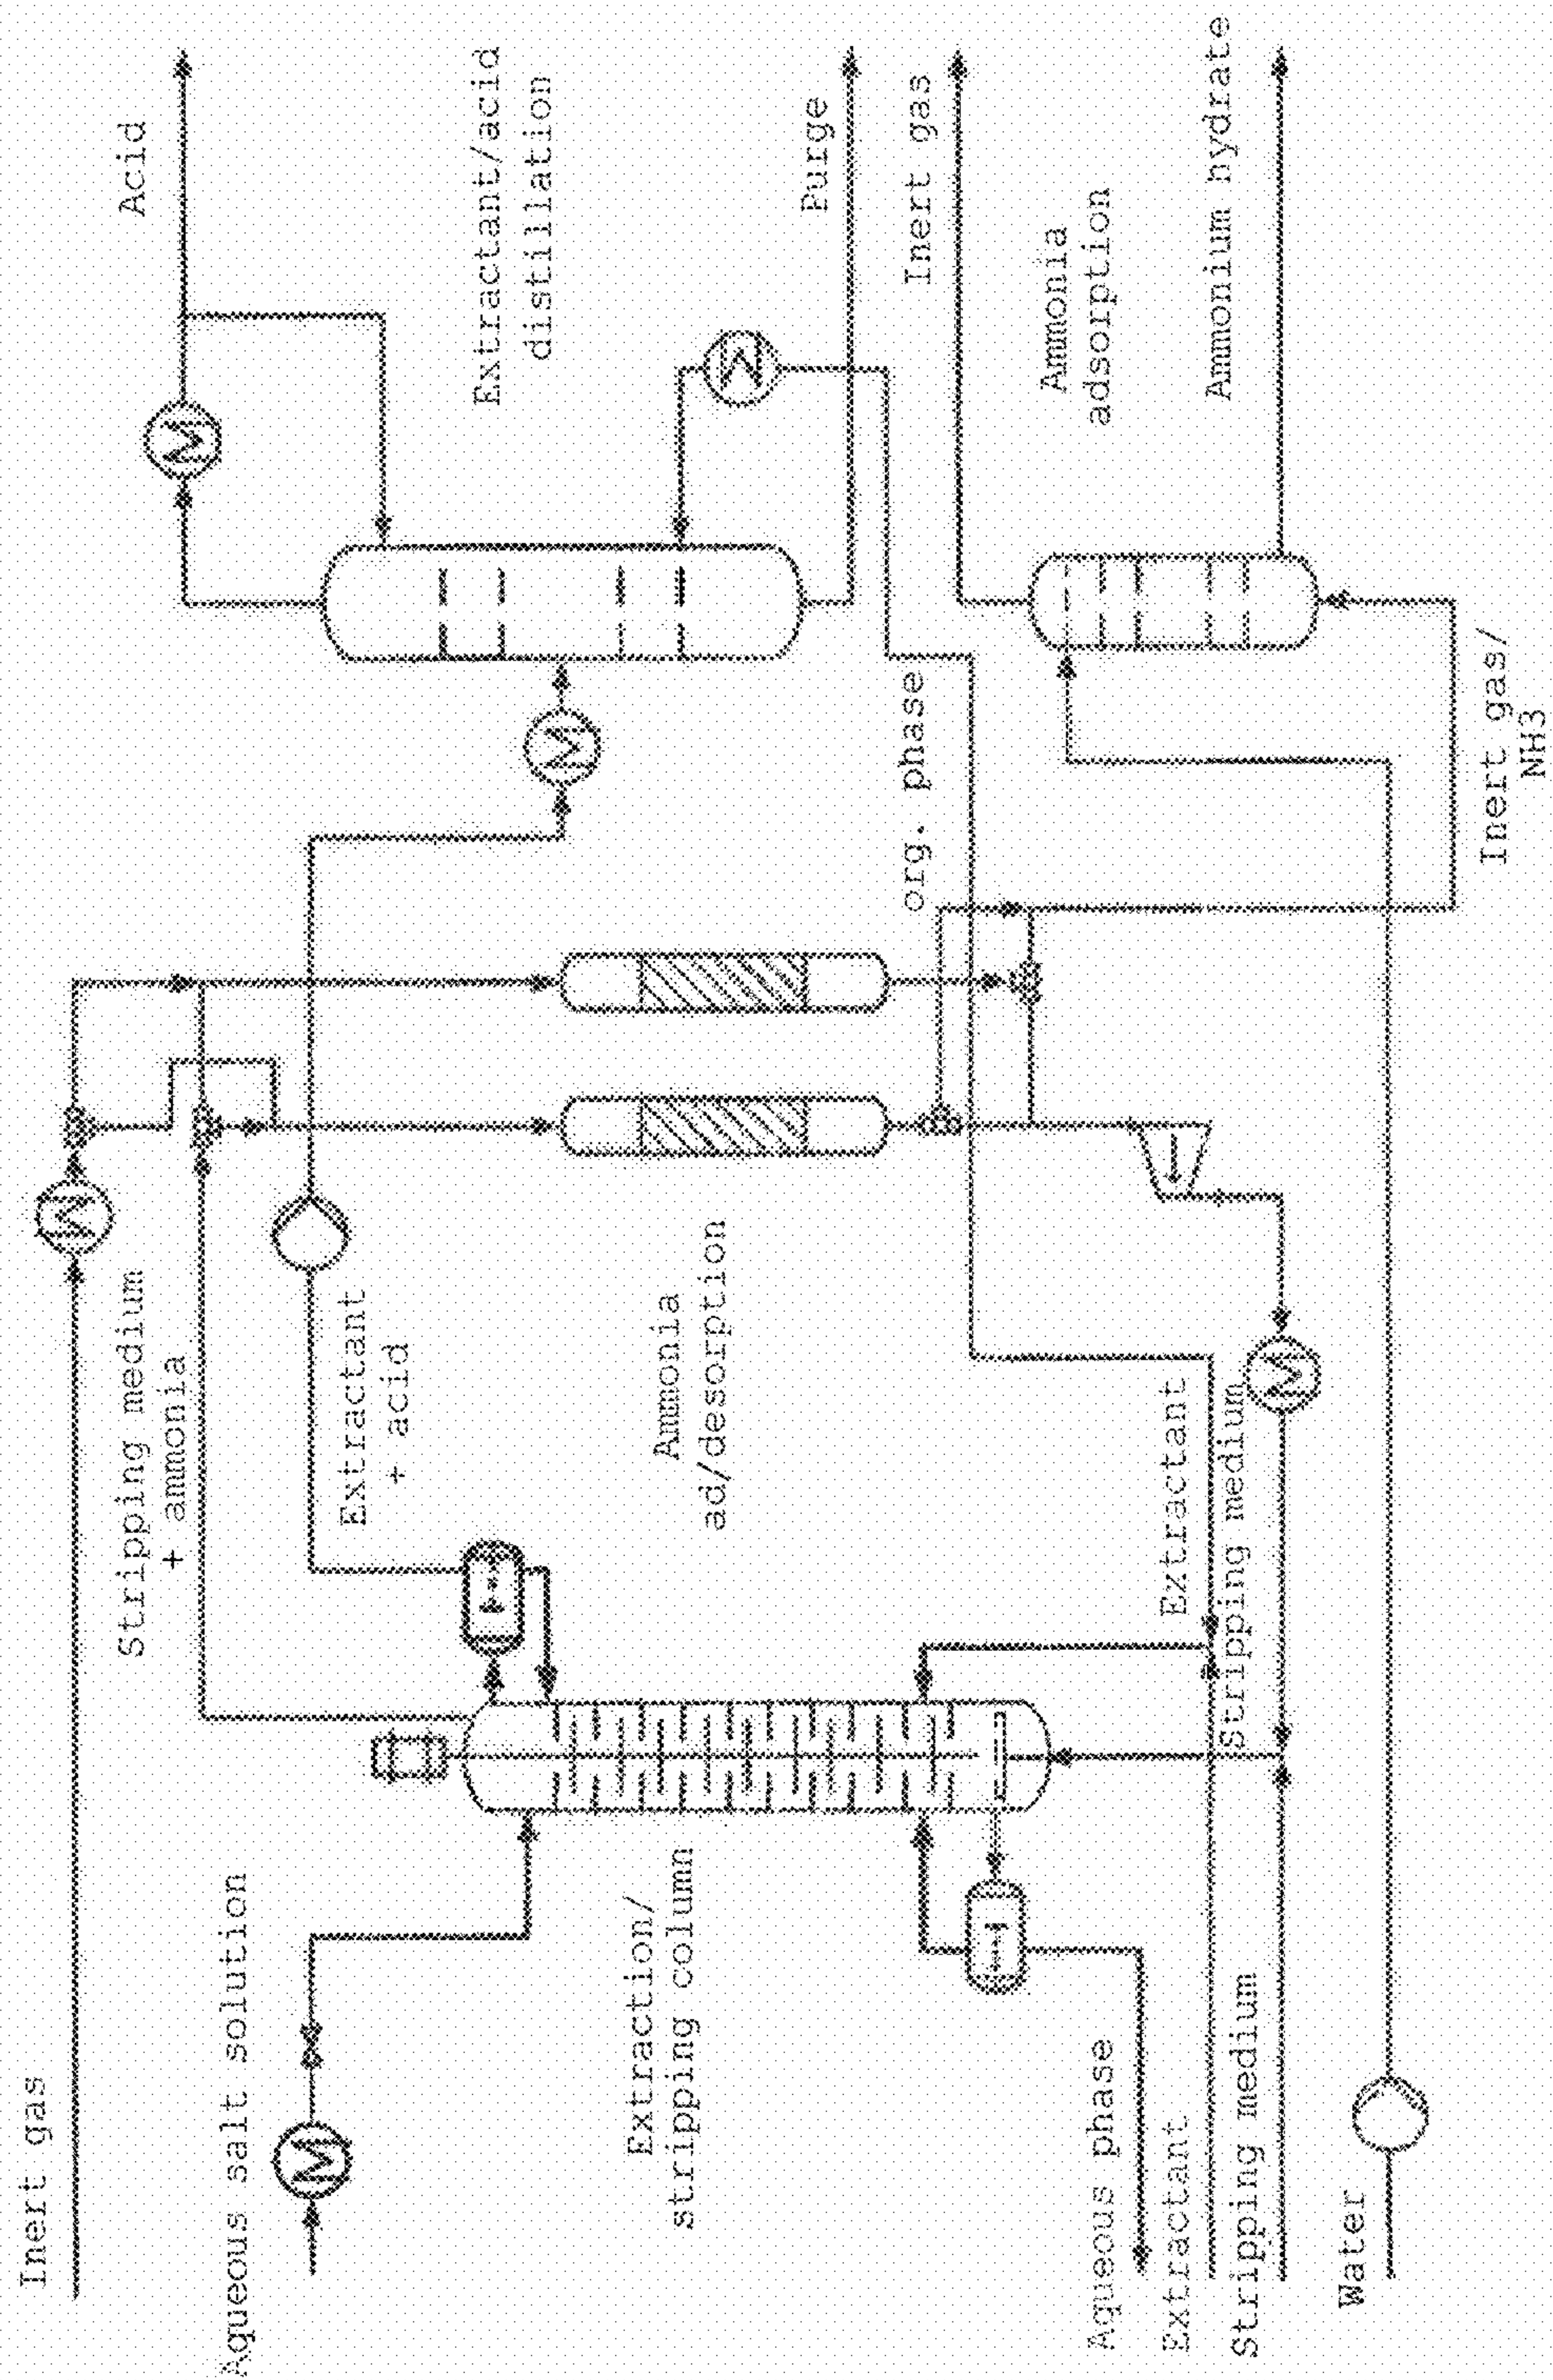 Inert gas
Aqueous salt solution
Stripping medium
+ ammonia
Extractant
+ acid
Acid
Extractant/acid
distillation
Extraction/
stripping column
Ammonia
ad/desorption
Purge
org. phase
Inert gas
Ammonia
adsorption
Ammonium hydrate
Aqueous phase
Extractant
Stripping medium
Extractant
Stripping medium
Water
Inert gas/
NH3